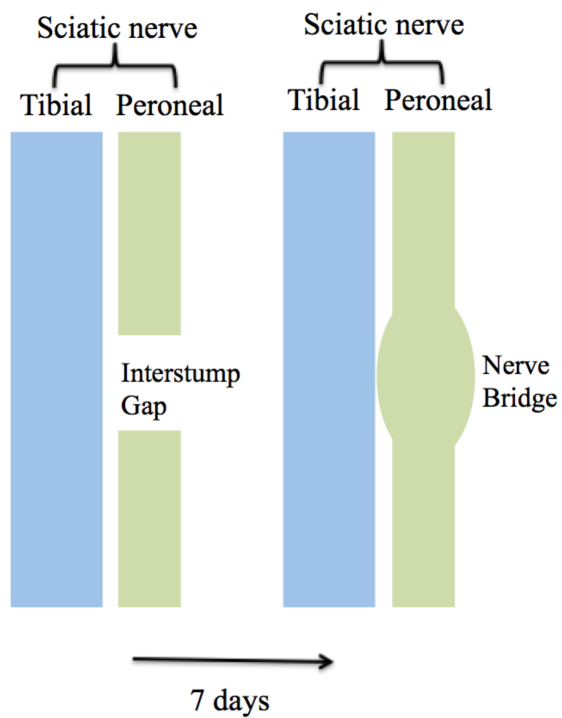 Sciatic nerve
Tibial Peroneal
Interstump
Gap
Sciatic nerve
Tibial Peroneal
Nerve
Bridge
7 days